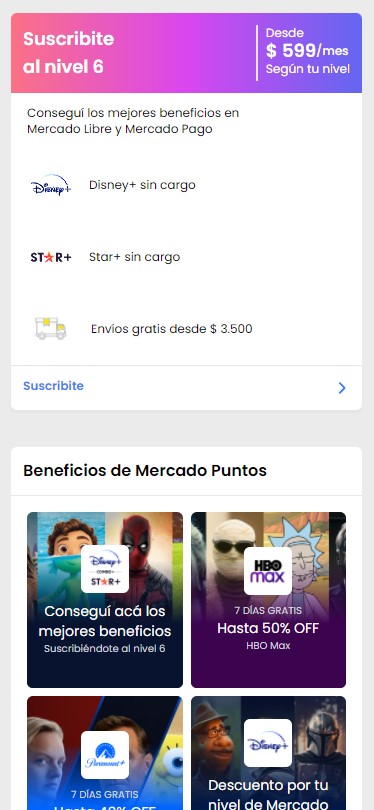 Suscribite
al nivel 6
Desde
$ 599/mes
Según tu nivel
Conseguí los mejores beneficios en
Mercado Libre y Mercado Pago
Disney+
Disney+ sin cargo
STAR+
Star+ sin cargo
Envíos gratis desde $ 3.500
Suscribite
Beneficios de Mercado Puntos
Disney+
COMBO+
STAR+
Conseguí acá los
mejores beneficios
Suscribiéndote al nivel 6
HBO
max
7 DÍAS GRATIS
Hasta 50% OFF
HBO Max
Paramount+
7 DÍAS GRATIS
Hasta 40% OFF
Disney+
Descuento por tu
nivel de Mercado